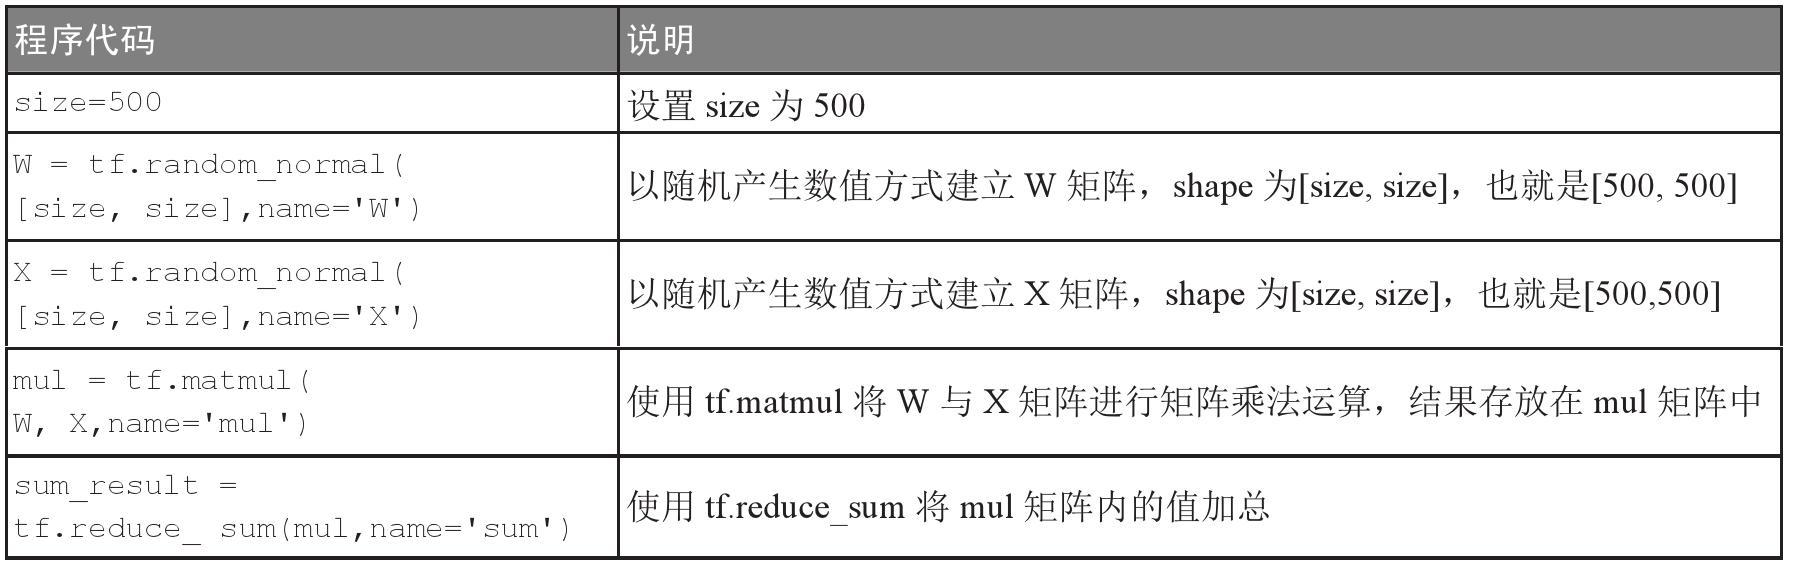 程序代码
说明
size=500
设置 size 为 500
W = tf.random_normal(
[size, size],name='W')
以随机产生数值方式建立 W 矩阵，shape 为[size, size]，也就是[500, 500]
X = tf.random_normal(
[size, size],name='X')
以随机产生数值方式建立 X 矩阵，shape 为[size, size]，也就是[500,500]
mul = tf.matmul(
W, X,name='mul')
使用 tf.matmul 将 W 与 X 矩阵进行矩阵乘法运算，结果存放在 mul 矩阵中
sum_result =
tf.reduce_ sum(mul,name='sum')
使用 tf.reduce_sum 将 mul 矩阵内的值加总